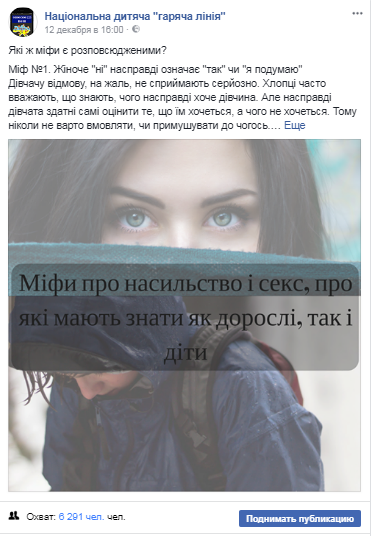 Національна дитяча "гаряча лінія"
12 декабря в 16:00 ·
Які ж міфи є розповсюдженими?
Міф №1. Жіноче "ні" насправді означає "так" чи "я подумаю"
Дівчачу відмову, на жаль, не сприймають серйозно. Хлопці часто
вважають, що знають, чого насправді хоче дівчина. Але насправді
дівчата здатні самі оцінити те, що їм хочеться, а чого не хочеться. Тому
ніколи не варто вмовляти, чи примушувати до чогось.… Еще
Міфи про насильство і секс, про
які мають знати як дорослі, так і
діти
Охват: 6 291 чел. чел.
Поднимать публикацию